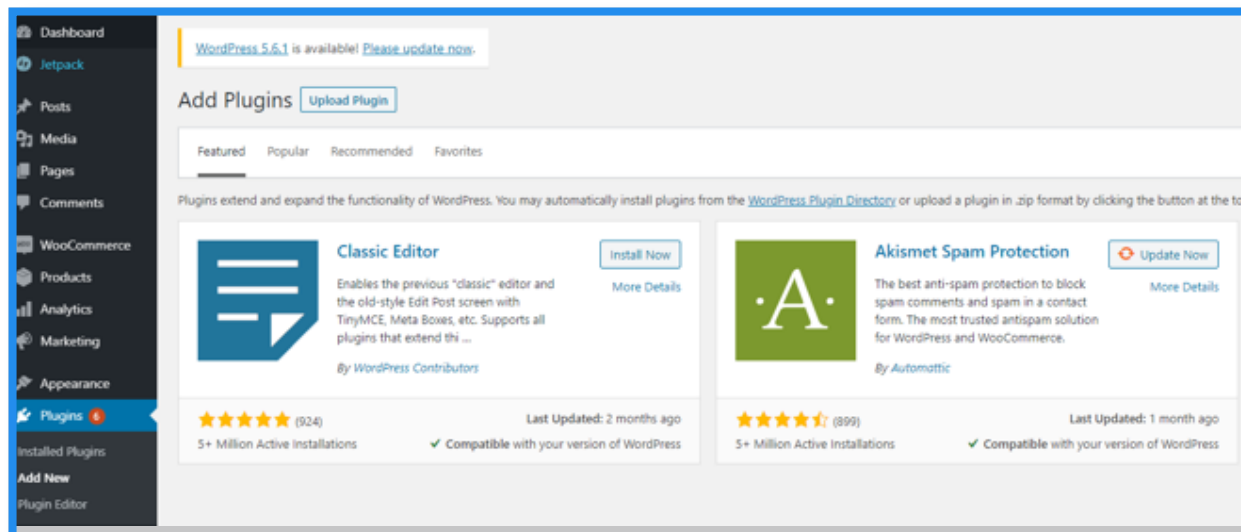 Dashboard
Jetpack
Posts
Media
Pages
Comments
WooCommerce
Products
Analytics
Marketing
Appearance
Plugins 6
Installed Plugins
Add New
Plugin Editor
WordPress 5.6.1 is available! Please update now.
Add Plugins Upload Plugin
Featured Popular Recommended Favorites
Plugins extend and expand the functionality of WordPress. You may automatically install plugins from the WordPress Plugin Directory or upload a plugin in .zip format by clicking the button at the to
Classic Editor
Install Now
More Details
Enables the previous "classic" editor and
the old-style Edit Post screen with
TinyMCE, Meta Boxes, etc. Supports all
plugins that extend thi ...
By WordPress Contributors
(924)
Last Updated: 2 months ago
5+ Million Active Installations
Compatible with your version of WordPress
·A·
Akismet Spam Protection
Update Now
More Details
The best anti-spam protection to block
spam comments and spam in a contact
form. The most trusted antispam solution
for WordPress and WooCommerce.
By Automattic
(899)
Last Updated: 1 month ago
5+ Million Active Installations
Compatible with your version of WordPress